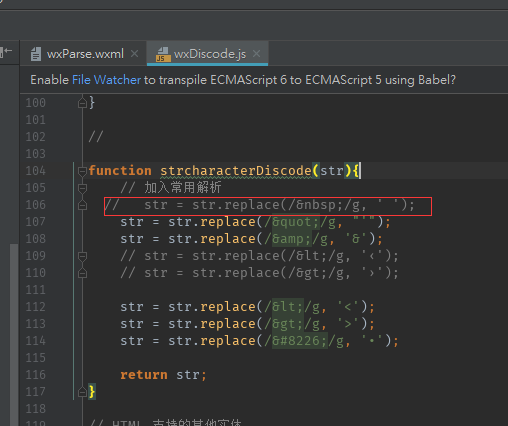 wxParse.wxml
wxDiscode.js
Enable File Watcher to transpile ECMAScript 6 to ECMAScript 5 using Babel?
100 }
101
102 //
103
104 function strcharacterDiscode(str){
105 // 加入常用解析
106 // str = str.replace(/&nbsp;/g, ' ');
107 str = str.replace(/&quot;/g, "'");
108 str = str.replace(/&amp;/g, '&');
109 // str = str.replace(/&lt;/g, '‹');
110 // str = str.replace(/&gt;/g, '›');
111
112 str = str.replace(/&lt;/g, '<');
113 str = str.replace(/&gt;/g, '>');
114 str = str.replace(/&#8226;/g, '•');
115
116 return str;
117 }
118
// HTML 支持的其他实体